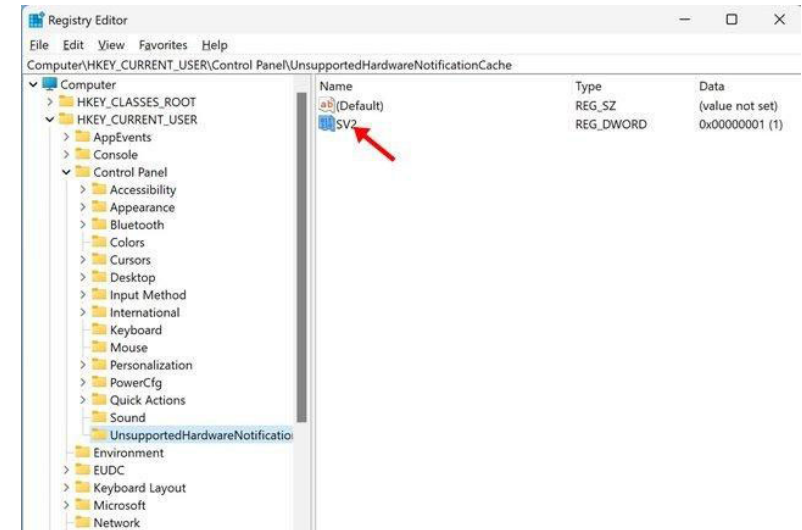 Registry Editor
File Edit View Favorites Help
Computer\HKEY_CURRENT_USER\Control Panel\UnsupportedHardwareNotificationCache
Computer
HKEY_CLASSES_ROOT
HKEY_CURRENT_USER
AppEvents
Console
Control Panel
Accessibility
Appearance
Bluetooth
Colors
Cursors
Desktop
Input Method
International
Keyboard
Mouse
Personalization
PowerCfg
Quick Actions
Sound
UnsupportedHardwareNotificatio
Environment
EUDC
Keyboard Layout
Microsoft
Network
Name Type Data
ab (Default) REG_SZ (value not set)
SV2 REG_DWORD 0x00000001 (1)